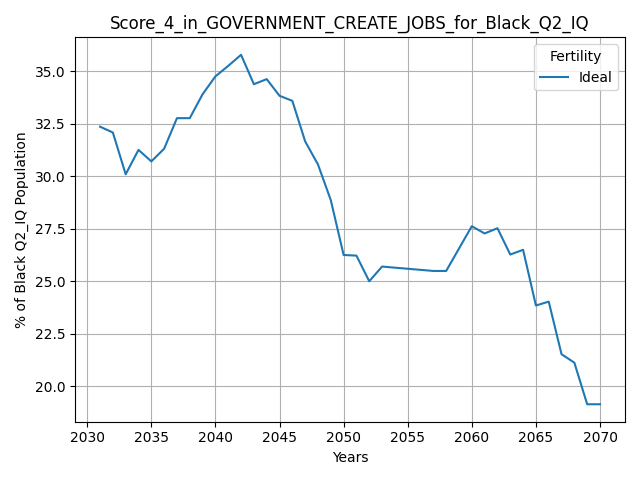 Score_4_in_GOVERNMENT_CREATE_JOBS_for_Black_Q2_IQ
Fertility
Ideal
% of Black Q2_IQ Population
35.0
32.5
30.0
27.5
25.0
22.5
20.0
2030 2035 2040 2045 2050 2055 2060 2065 2070
Years